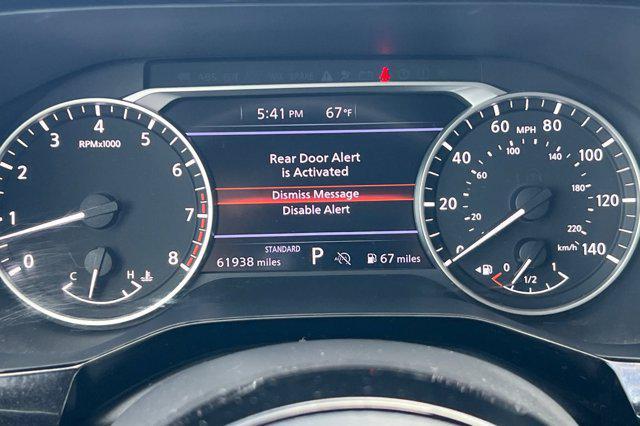 5:41 PM 67°F
Rear Door Alert
is Activated
Dismiss Message
Disable Alert
STANDARD
61938 miles P 67 miles
RPMx1000
0
1
2
3
4
5
6
7
8
C H
MPH
0
20
40
60
80
100
120
140
20
60
100
140
180
220
km/h
0 1/2 1